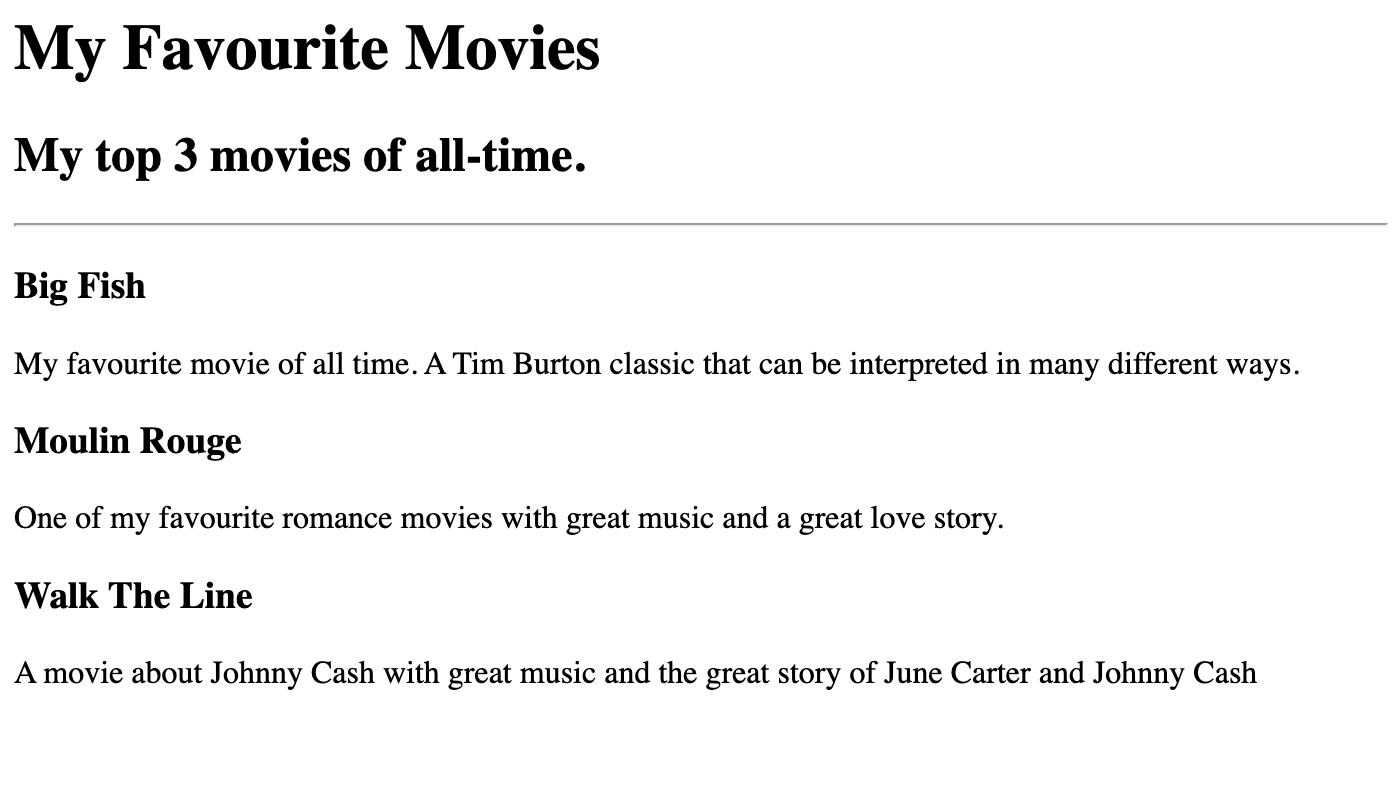 My Favourite Movies
My top 3 movies of all-time.
Big Fish
My favourite movie of all time. A Tim Burton classic that can be interpreted in many different ways.
Moulin Rouge
One of my favourite romance movies with great music and a great love story.
Walk The Line
A movie about Johnny Cash with great music and the great story of June Carter and Johnny Cash